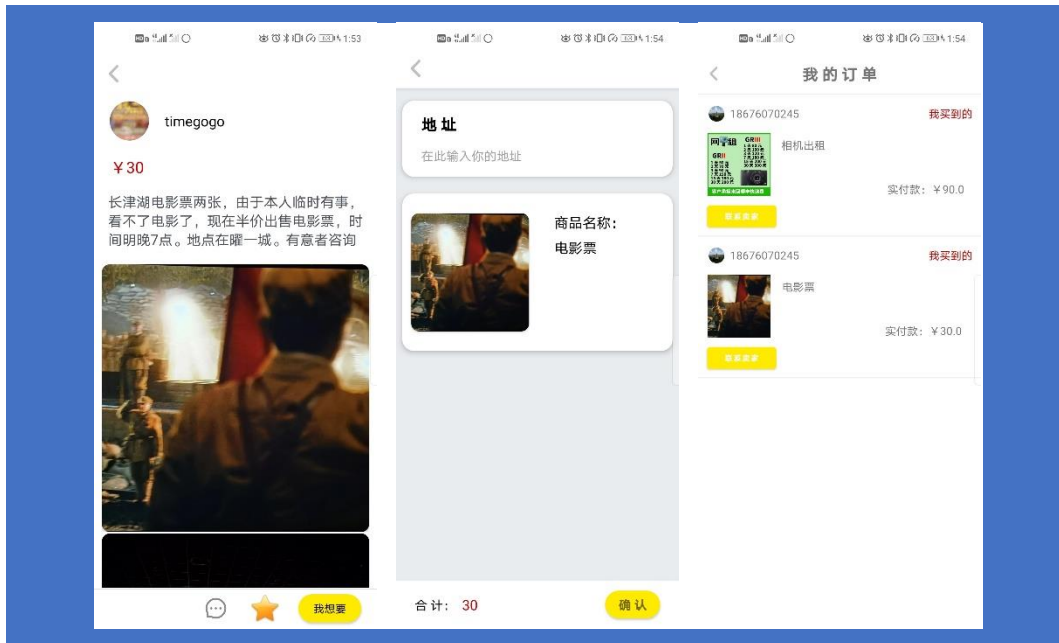 1:53
timegogo
￥30
长津湖电影票两张，由于本人临时有事，
看不了电影了，现在半价出售电影票，时
间明晚7点。地点在曜一城。有意者咨询
我想要
1:54
地址
在此输入你的地址
商品名称：
电影票
合计： 30
确认
1:54
我的订单
18676070245 我买到的
GRIII
相机出租
实付款：￥90.0
18676070245 我买到的
电影票
实付款：￥30.0